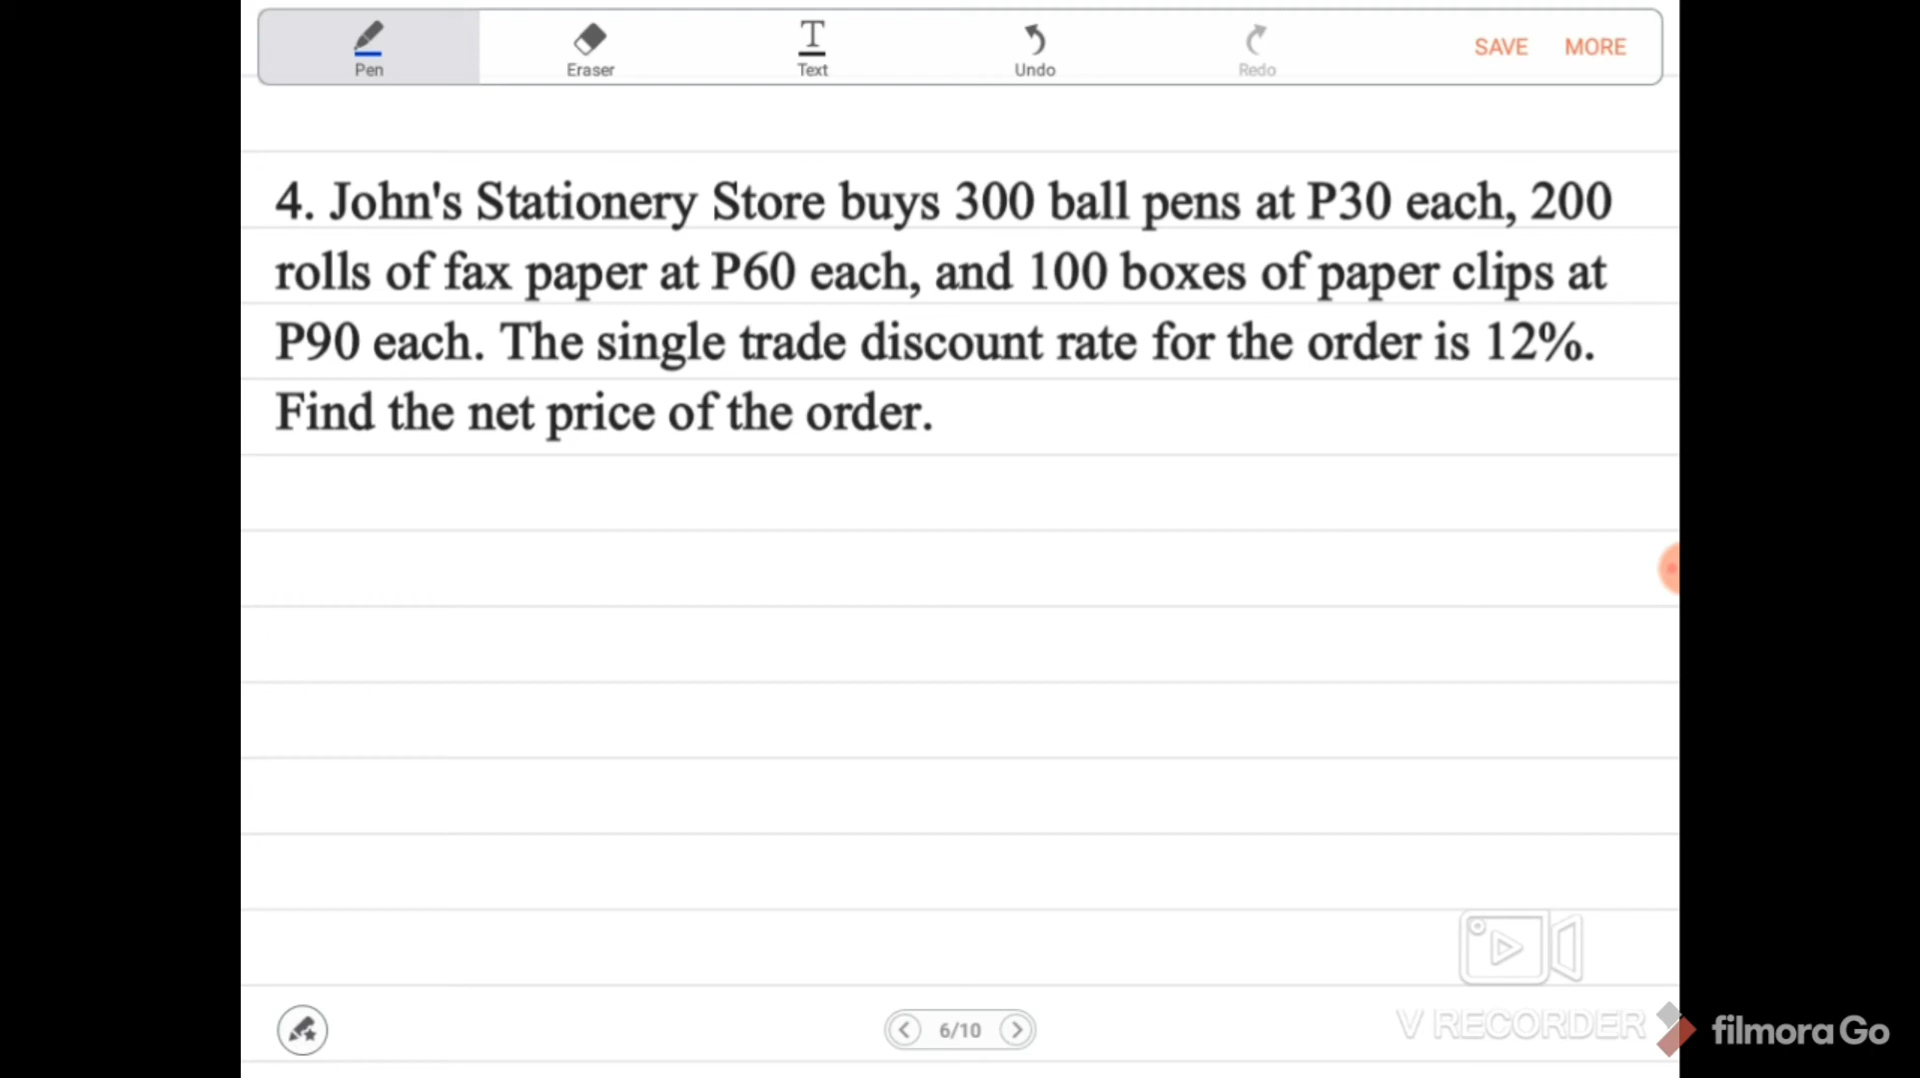 Pen
Eraser
Text
Undo
Redo
SAVE
MORE
4. John's Stationery Store buys 300 ball pens at P30 each, 200
rolls of fax paper at P60 each, and 100 boxes of paper clips at
P90 each. The single trade discount rate for the order is 12%.
Find the net price of the order.
6/10
V RECORDER
filmoraGo